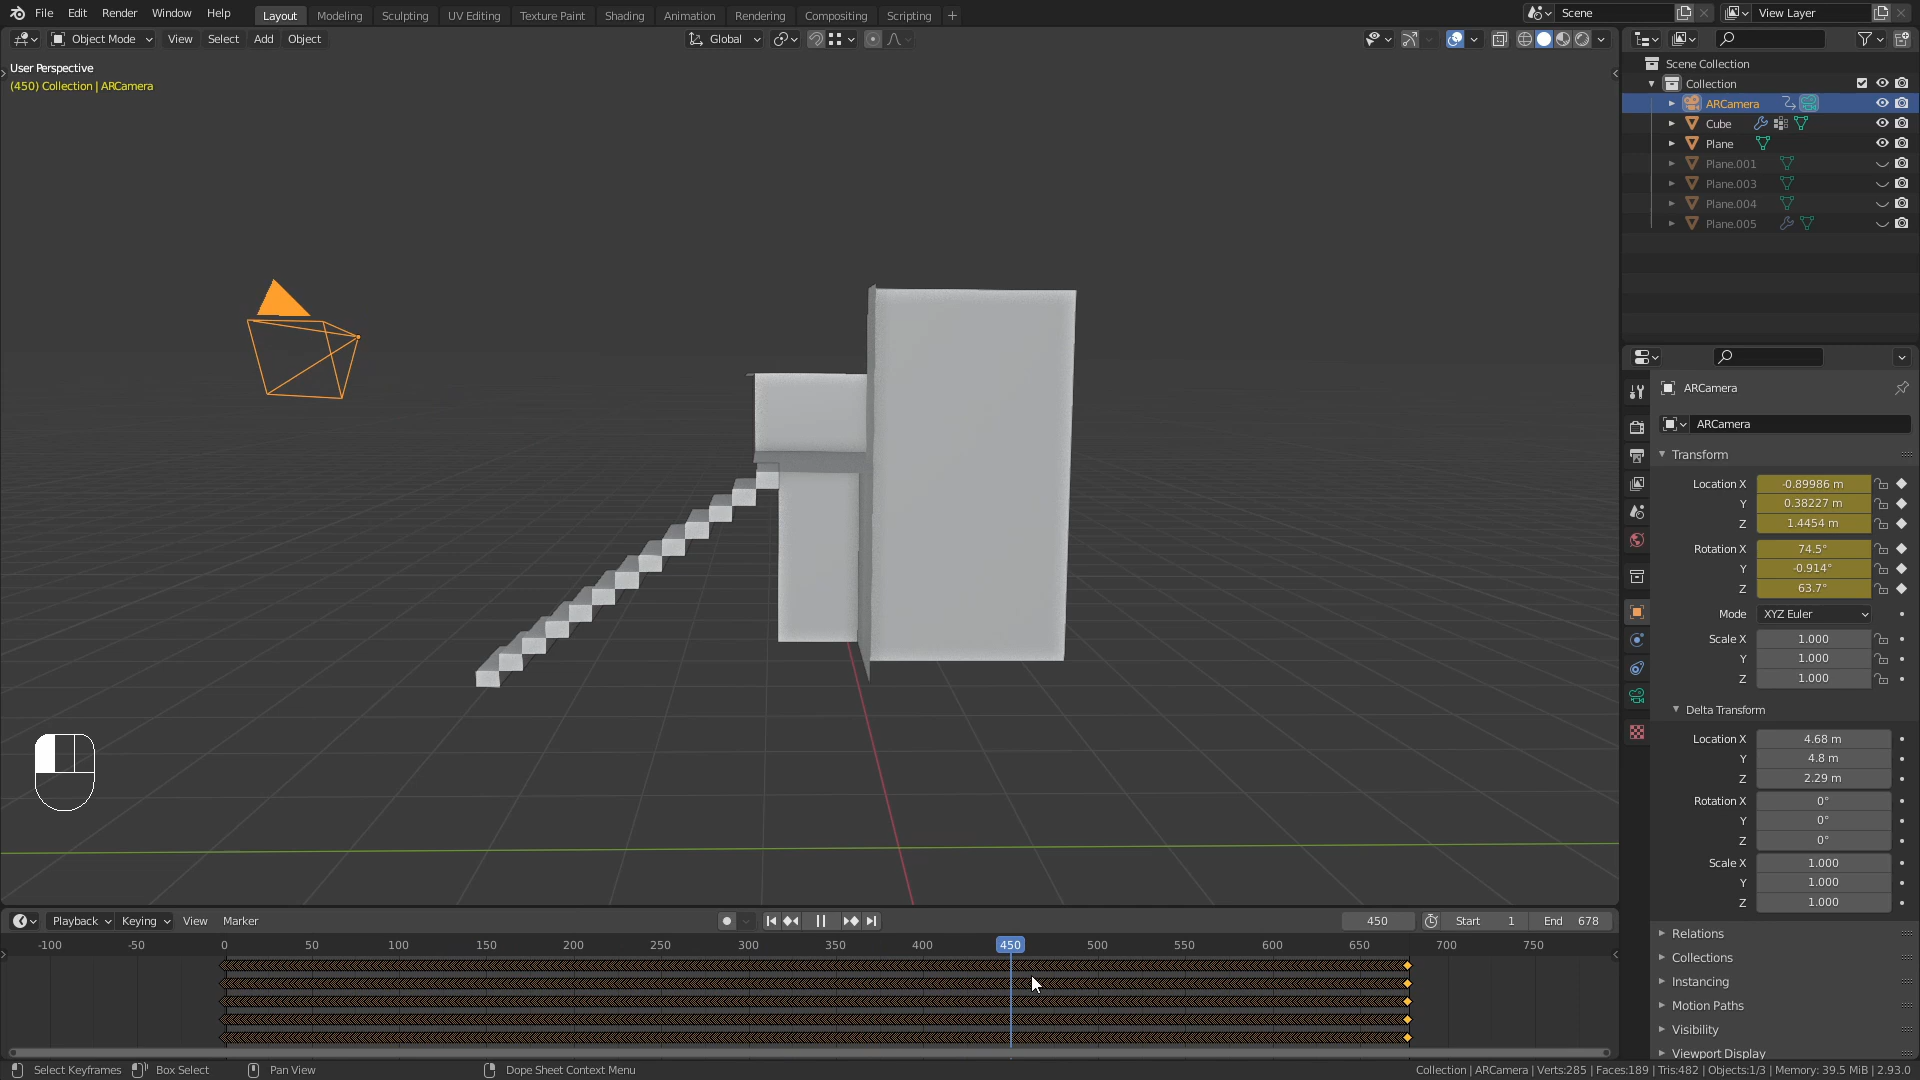 File Edit Render Window Help Layout Modeling Sculpting UV Editing Texture Paint Shading Animation Rendering Compositing Scripting + Scene View Layer
Object Mode View Select Add Object Global
User Perspective
(450) Collection | ARCamera
Scene Collection
Collection
ARCamera
Cube
Plane
Plane.001
Plane.003
Plane.004
Plane.005
ARCamera
ARCamera
Transform
Location X -0.89986 m
Y 0.38227 m
Z 1.4454 m
Rotation X 74.5°
Y -0.914°
Z 63.7°
Mode XYZ Euler
Scale X 1.000
Y 1.000
Z 1.000
Delta Transform
Location X 4.68 m
Y 4.8 m
Z 2.29 m
Rotation X 0°
Y 0°
Z 0°
Scale X 1.000
Y 1.000
Z 1.000
Relations
Collections
Instancing
Motion Paths
Visibility
Viewport Display
Playback Keying View Marker 450 Start 1 End 678
-100 -50 0 50 100 150 200 250 300 350 400 450 500 550 600 650 700 750
Select Keyframes Box Select Pan View Dope Sheet Context Menu Collection | ARCamera | Verts:285 | Faces:189 | Tris:482 | Objects:1/3 | Memory: 39.5 MiB | 2.93.0